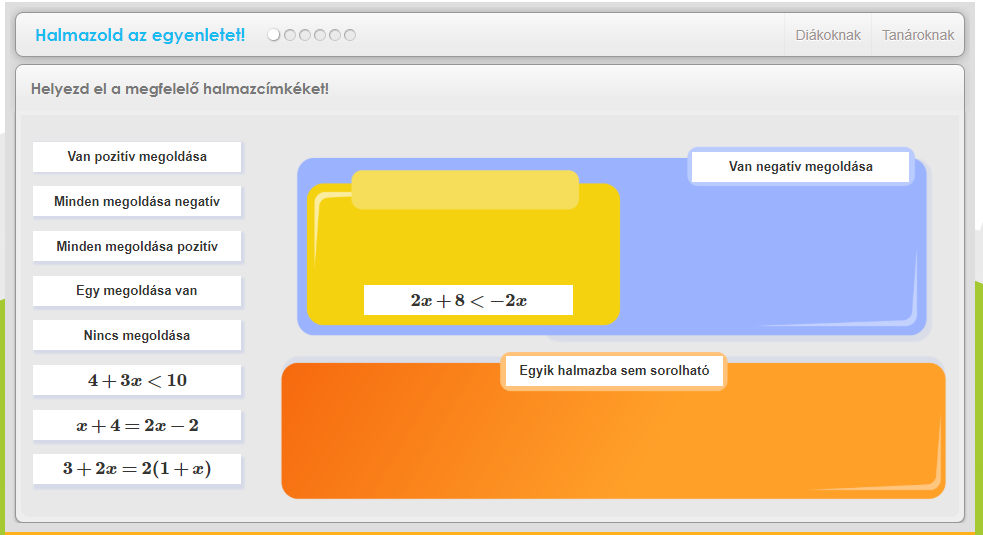 Halmazold az egyenletet!
Diákoknak
Tanároknak
Helyezd el a megfelelő halmazcímkéket!
Van pozitív megoldása
Minden megoldása negatív
Minden megoldása pozitív
Egy megoldása van
Nincs megoldása
4 + 3x < 10
x + 4 = 2x − 2
3 + 2x = 2(1 + x)
Van negatív megoldása
2x + 8 < −2x
Egyik halmazba sem sorolható